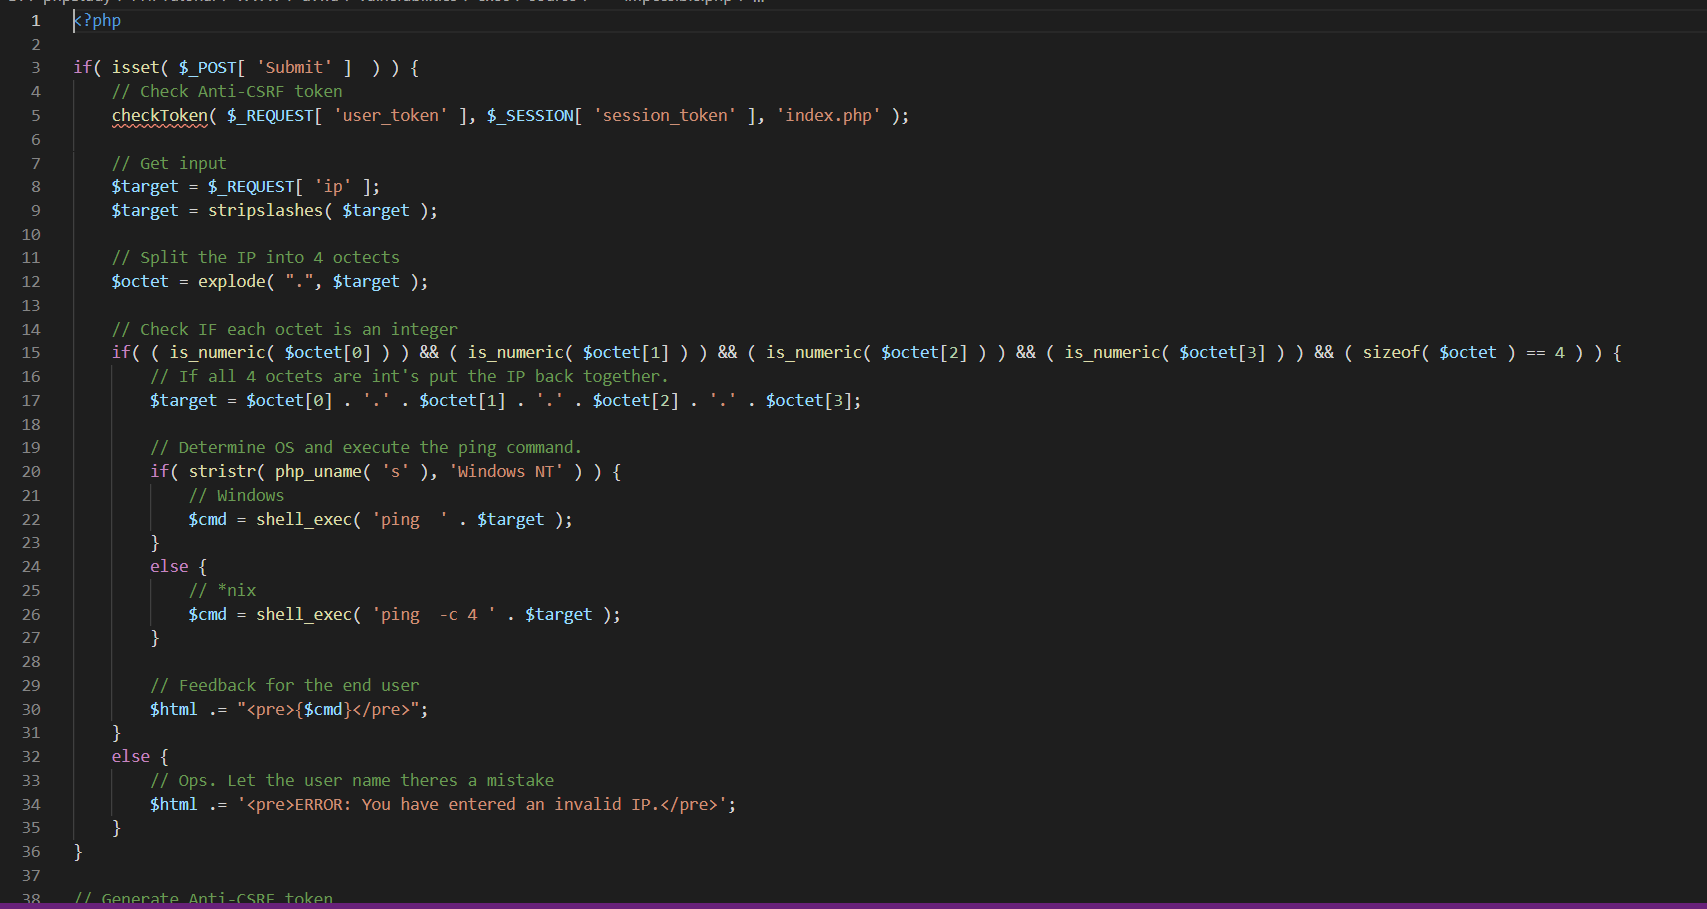 1 <?php
2
3 if( isset( $_POST[ 'Submit' ]  ) ) {
4     // Check Anti-CSRF token
5     checkToken( $_REQUEST[ 'user_token' ], $_SESSION[ 'session_token' ], 'index.php' );
6
7     // Get input
8     $target = $_REQUEST[ 'ip' ];
9     $target = stripslashes( $target );
10
11     // Split the IP into 4 octects
12     $octet = explode( ".", $target );
13
14     // Check IF each octet is an integer
15     if( ( is_numeric( $octet[0] ) ) && ( is_numeric( $octet[1] ) ) && ( is_numeric( $octet[2] ) ) && ( is_numeric( $octet[3] ) ) && ( sizeof( $octet ) == 4 ) ) {
16         // If all 4 octets are int's put the IP back together.
17         $target = $octet[0] . '.' . $octet[1] . '.' . $octet[2] . '.' . $octet[3];
18
19         // Determine OS and execute the ping command.
20         if( stristr( php_uname( 's' ), 'Windows NT' ) ) {
21             // Windows
22             $cmd = shell_exec( 'ping  ' . $target );
23         }
24         else {
25             // *nix
26             $cmd = shell_exec( 'ping  -c 4 ' . $target );
27         }
28
29         // Feedback for the end user
30         $html .= "<pre>{$cmd}</pre>";
31     }
32     else {
33         // Ops. Let the user name theres a mistake
34         $html .= '<pre>ERROR: You have entered an invalid IP.</pre>';
35     }
36 }
37
38 // Generate Anti-CSRF token